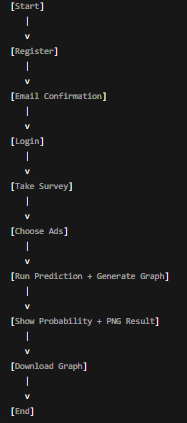 [Start]
|
v
[Register]
|
v
[Email Confirmation]
|
v
[Login]
|
v
[Take Survey]
|
v
[Choose Ads]
|
v
[Run Prediction + Generate Graph]
|
v
[Show Probability + PNG Result]
|
v
[Download Graph]
|
v
[End]